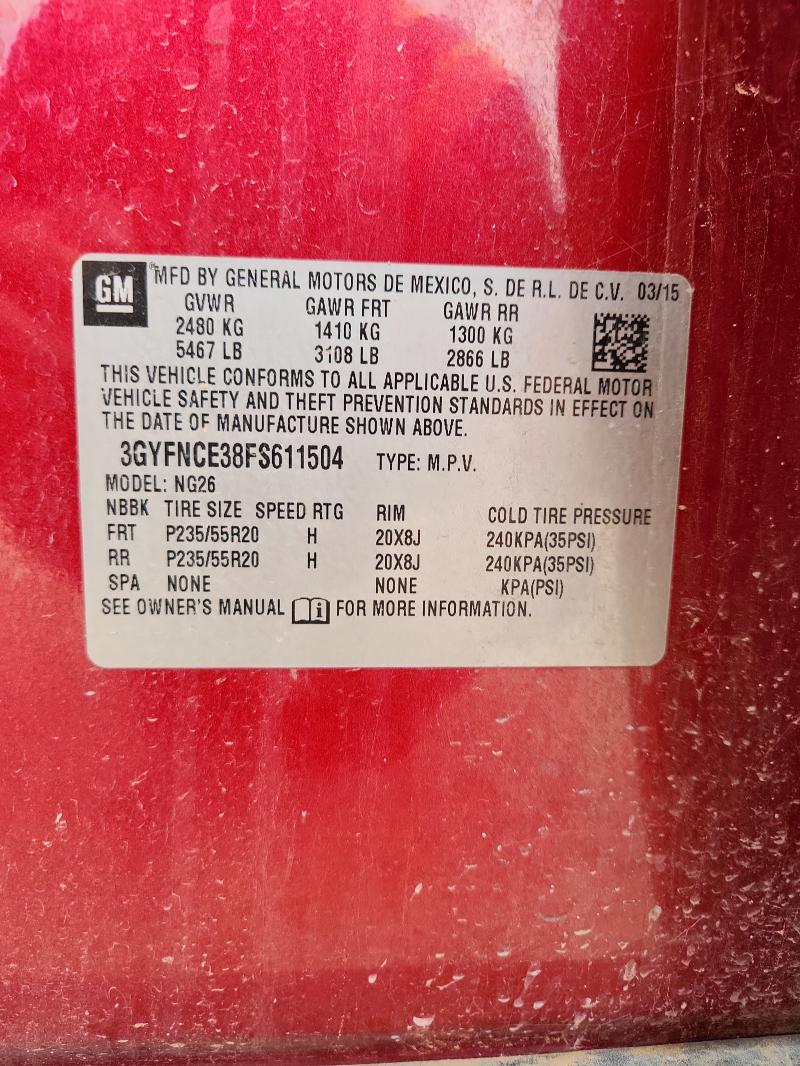 GM
® MFD BY GENERAL MOTORS DE MEXICO, S. DE R.L. DE C.V. 03/15
GVWR GAWR FRT GAWR RR
2480 KG 1410 KG 1300 KG
5467 LB 3108 LB 2866 LB
THIS VEHICLE CONFORMS TO ALL APPLICABLE U.S. FEDERAL MOTOR
VEHICLE SAFETY AND THEFT PREVENTION STANDARDS IN EFFECT ON
THE DATE OF MANUFACTURE SHOWN ABOVE.
3GYFNCE38FS611504 TYPE: M.P.V.
MODEL: NG26
NBBK TIRE SIZE SPEED RTG RIM COLD TIRE PRESSURE
FRT P235/55R20 H 20X8J 240KPA(35PSI)
RR P235/55R20 H 20X8J 240KPA(35PSI)
SPA NONE NONE KPA(PSI)
SEE OWNER'S MANUAL i FOR MORE INFORMATION.